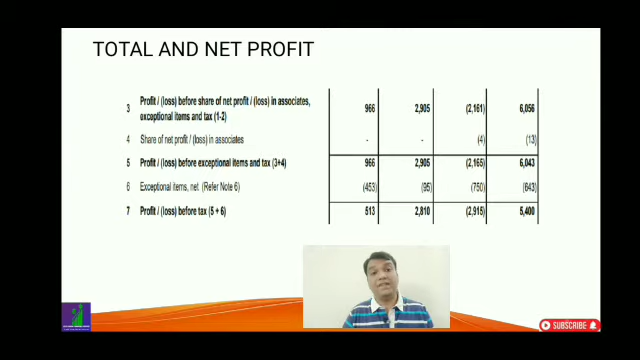 TOTAL AND NET PROFIT
3 Profit / (loss) before share of net profit / (loss) in associates, exceptional items and tax (1-2) 966 2,905 (2,161) 6,056
4 Share of net profit / (loss) in associates - - (4) (13)
5 Profit / (loss) before exceptional items and tax (3+4) 966 2,905 (2,165) 6,043
6 Exceptional items, net (Refer Note 6) (453) (95) (750) (643)
7 Profit / (loss) before tax (5 + 6) 513 2,810 (2,915) 5,400
SUBSCRIBE